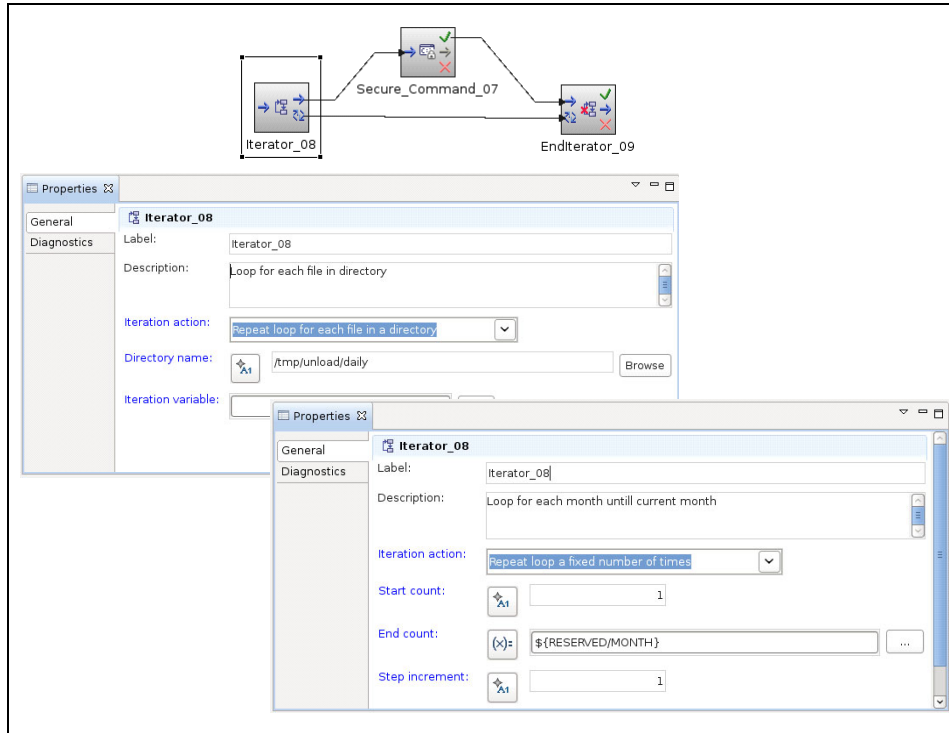 Secure_Command_07
Iterator_08
EndIterator_09
Properties
General
Diagnostics
Iterator_08
Label:
Iterator_08
Description:
Loop for each file in directory
Iteration action:
Repeat loop for each file in a directory
Directory name:
A1
/tmp/unload/daily
Browse
Iteration variable:
Properties
General
Diagnostics
Iterator_08
Label:
Iterator_08
Description:
Loop for each month untill current month
Iteration action:
Repeat loop a fixed number of times
Start count:
A1
1
End count:
(x)=
${RESERVED/MONTH}
...
Step increment:
A1
1